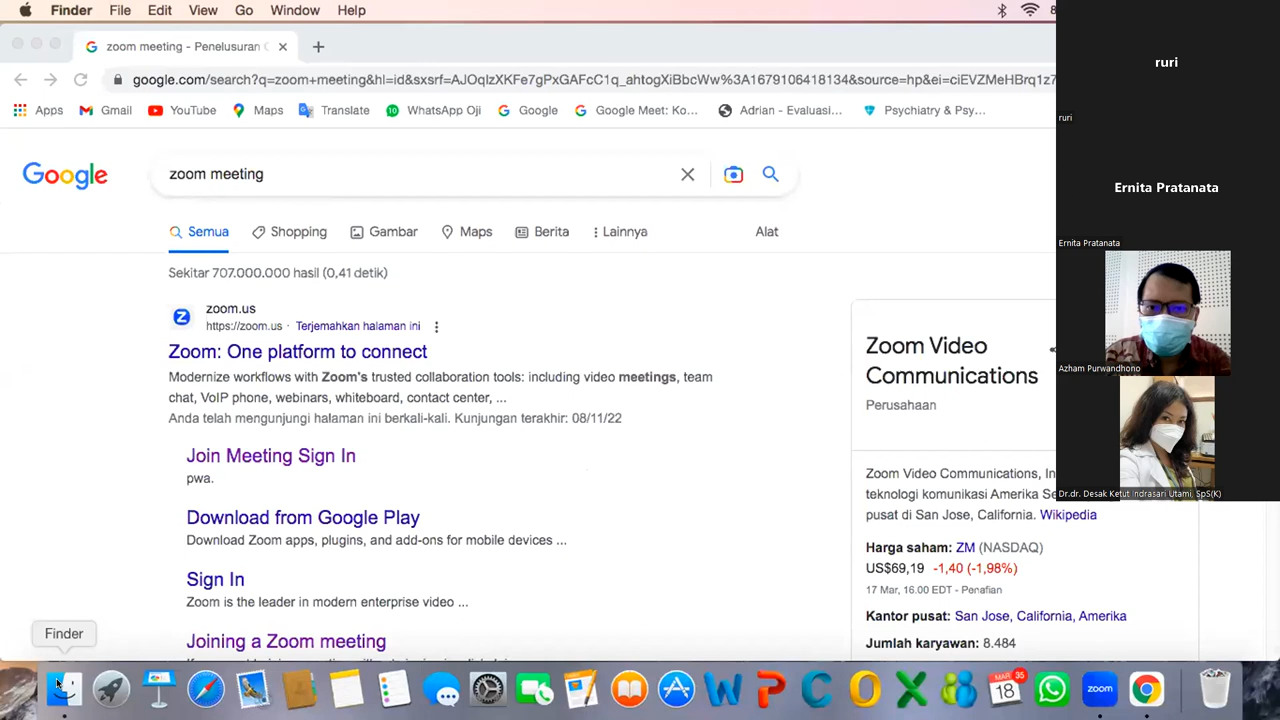 Finder File Edit View Go Window Help
zoom meeting - Penelusuran G
google.com/search?q=zoom+meeting&hl=id&sxsrf=AJOqlzXKFe7gPxGAFcC1q_ahtogXiBbcWw%3A1679106418134&source=hp&ei=ciEVZMeHBrq1z7
Apps Gmail YouTube Maps Translate WhatsApp Oji Google Google Meet: Ko... Adrian - Evaluasi... Psychiatry & Psy...
Google
zoom meeting
Semua Shopping Gambar Maps Berita Lainnya Alat
Sekitar 707.000.000 hasil (0,41 detik)
zoom.us
https://zoom.us · Terjemahkan halaman ini
Zoom: One platform to connect
Modernize workflows with Zoom's trusted collaboration tools: including video meetings, team
chat, VoIP phone, webinars, whiteboard, contact center, ...
Anda telah mengunjungi halaman ini berkali-kali. Kunjungan terakhir: 08/11/22
Join Meeting Sign In
pwa.
Download from Google Play
Download Zoom apps, plugins, and add-ons for mobile devices ...
Sign In
Zoom is the leader in modern enterprise video ...
Joining a Zoom meeting
Zoom Video
Communications
Perusahaan
Zoom Video Communications, In
teknologi komunikasi Amerika Se
pusat di San Jose, California. Wikipedia
Harga saham: ZM (NASDAQ)
US$69,19 -1,40 (-1,98%)
17 Mar, 16.00 EDT - Penafian
Kantor pusat: San Jose, California, Amerika
Jumlah karyawan: 8.484
ruri
ruri
Ernita Pratanata
Ernita Pratanata
Azham Purwandhono
Dr.dr. Desak Ketut Indrasari Utami, SpS(K)
Finder
MAR
18
35
zoom